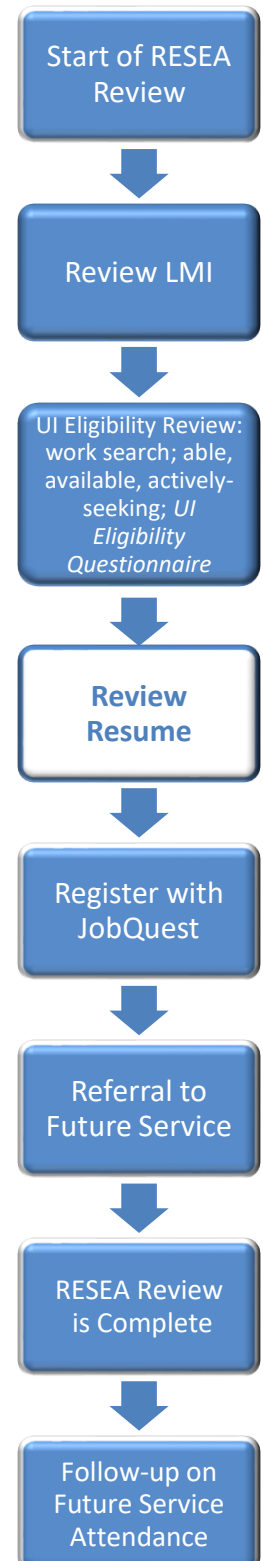 Start of RESEA
Review
Review LMI
UI Eligibility Review:
work search; able,
available, actively-
seeking; UI
Eligibility
Questionnaire
Review
Resume
Register with
JobQuest
Referral to
Future Service
RESEA Review
is Complete
Follow-up on
Future Service
Attendance